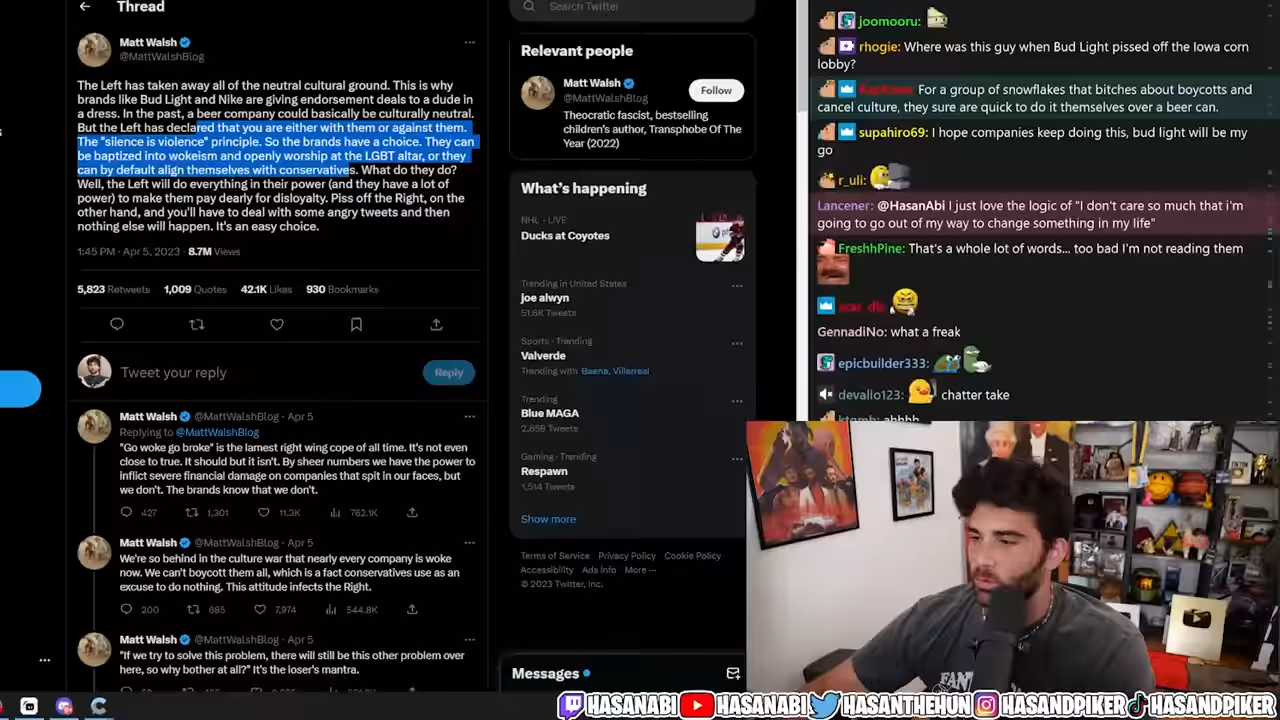 Thread
Matt Walsh
@MattWalshBlog
The Left has taken away all of the neutral cultural ground. This is why
brands like Bud Light and Nike are giving endorsement deals to a dude in
a dress. In the past, a beer company could basically be culturally neutral.
But the Left has declared that you are either with them or against them.
The "silence is violence" principle. So the brands have a choice. They can
be baptized into wokeism and openly worship at the LGBT altar, or they
can by default align themselves with conservatives. What do they do?
Well, the Left will do everything in their power (and they have a lot of
power) to make them pay dearly for disloyalty. Piss off the Right, on the
other hand, and you'll have to deal with some angry tweets and then
nothing else will happen. It's an easy choice.
1:45 PM · Apr 5, 2023 · 8.7M Views
5,823 Retweets 1,009 Quotes 42.1K Likes 930 Bookmarks
Tweet your reply
Reply
Matt Walsh @MattWalshBlog · Apr 5
Replying to @MattWalshBlog
"Go woke go broke" is the lamest right wing cope of all time. It's not even
close to true. It should but it isn't. By sheer numbers we have the power to
inflict severe financial damage on companies that spit in our faces, but
we don't. The brands know that we don't.
427 1,301 11.3K 762.1K
Matt Walsh @MattWalshBlog · Apr 5
We're so behind in the culture war that nearly every company is woke
now. We can't boycott them all, which is a fact conservatives use as an
excuse to do nothing. This attitude infects the Right.
200 685 7,974 544.8K
Matt Walsh @MattWalshBlog · Apr 5
"If we try to solve this problem, there will still be this other problem over
here, so why bother at all?" It's the loser's mantra.
Search Twitter
Relevant people
Matt Walsh
@MattWalshBlog
Follow
Theocratic fascist, bestselling
children's author, Transphobe Of The
Year (2022)
What's happening
NHL · LIVE
Ducks at Coyotes
Trending in United States
joe alwyn
51.6K Tweets
Sports · Trending
Valverde
Trending with Baena, Villarreal
Trending
Blue MAGA
2,859 Tweets
Gaming · Trending
Respawn
1,514 Tweets
Show more
Terms of Service Privacy Policy Cookie Policy
Accessibility Ads info More ···
© 2023 Twitter, Inc.
Messages
joomooru:
rhogie: Where was this guy when Bud Light pissed off the Iowa corn
lobby?
For a group of snowflakes that bitches about boycotts and
cancel culture, they sure are quick to do it themselves over a beer can.
supahiro69: I hope companies keep doing this, bud light will be my
go
r_uli:
Lancener: @HasanAbi I just love the logic of "I don't care so much that i'm
going to go out of my way to change something in my life"
FreshhPine: That's a whole lot of words... too bad I'm not reading them
GennadiNo: what a freak
epicbuilder333:
devallo123: chatter take
HASANABI HASANABI HASANTHEHUN HASANDPIKER HASANDPIKER